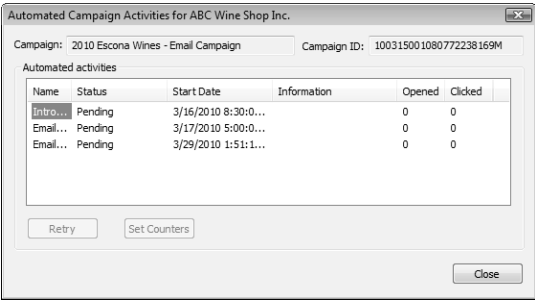 Automated Campaign Activities for ABC Wine Shop Inc.
Campaign: 2010 Escona Wines - Email Campaign Campaign ID: 100315001080772238169M
Automated activities
Name Status Start Date Information Opened Clicked
Intro... Pending 3/16/2010 8:30:0... 0 0
Email... Pending 3/17/2010 5:00:0... 0 0
Email... Pending 3/29/2010 1:51:1... 0 0
Retry Set Counters
Close